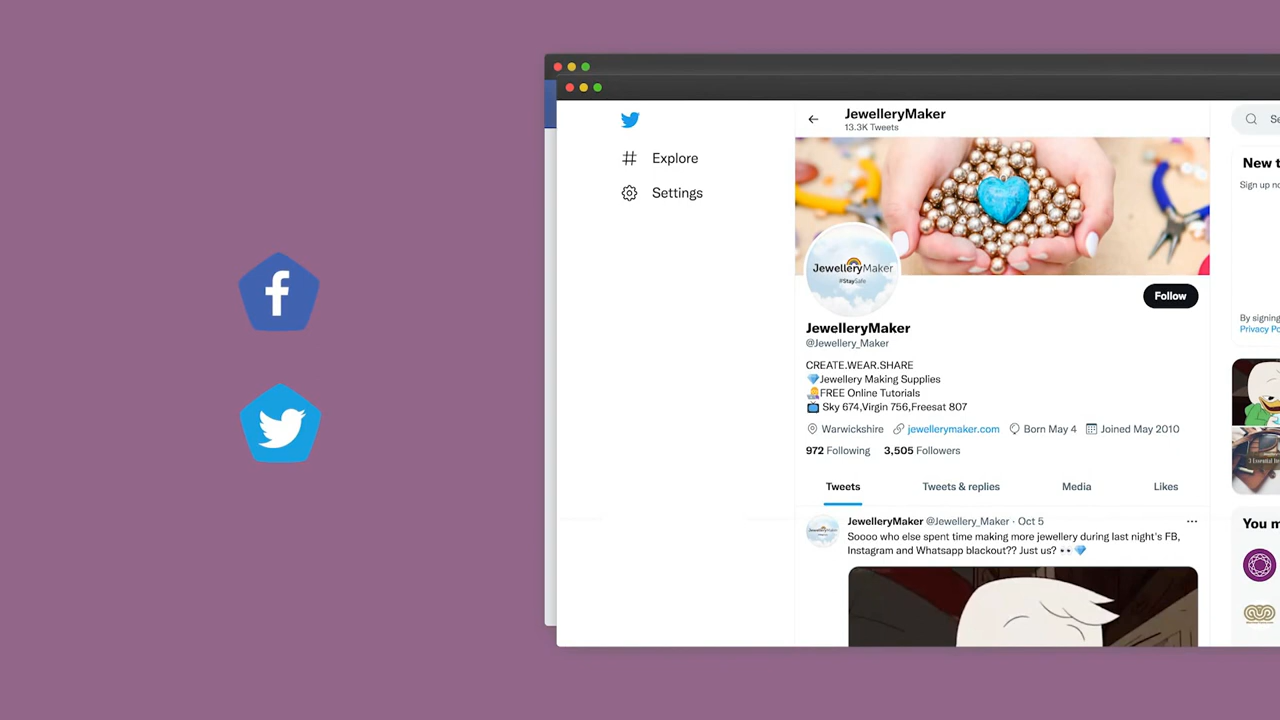 JewelleryMaker
13.3K Tweets
Explore
Settings
JewelleryMaker
#StaySafe
Follow
JewelleryMaker
@Jewellery_Maker
CREATE.WEAR.SHARE
💎Jewellery Making Supplies
👷FREE Online Tutorials
📺 Sky 674,Virgin 756,Freesat 807
Warwickshire jewellerymaker.com Born May 4 Joined May 2010
972 Following 3,505 Followers
Tweets Tweets & replies Media Likes
JewelleryMaker @Jewellery_Maker · Oct 5 ...
Soooo who else spent time making more jewellery during last night's FB,
Instagram and Whatsapp blackout?? Just us? 👀 💎
Se
New t
Sign up no
By signing
Privacy Po
You m